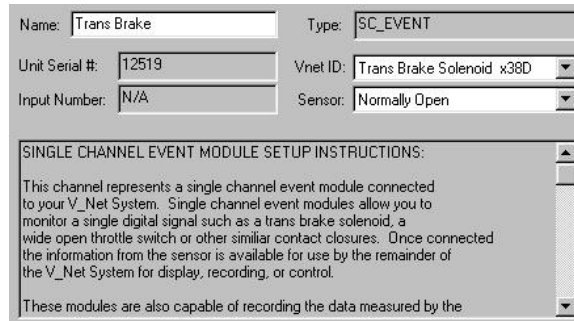 Name: Trans Brake Type: SC_EVENT
Unit Serial #: 12519 Vnet ID: Trans Brake Solenoid x38D
Input Number: N/A Sensor: Normally Open
SINGLE CHANNEL EVENT MODULE SETUP INSTRUCTIONS:
This channel represents a single channel event module connected
to your V_Net System. Single channel event modules allow you to
monitor a single digital signal such as a trans brake solenoid, a
wide open throttle switch or other similiar contact closures. Once connected
the information from the sensor is available for use by the remainder of
the V_Net System for display, recording, or control.
These modules are also capable of recording the data measured by the